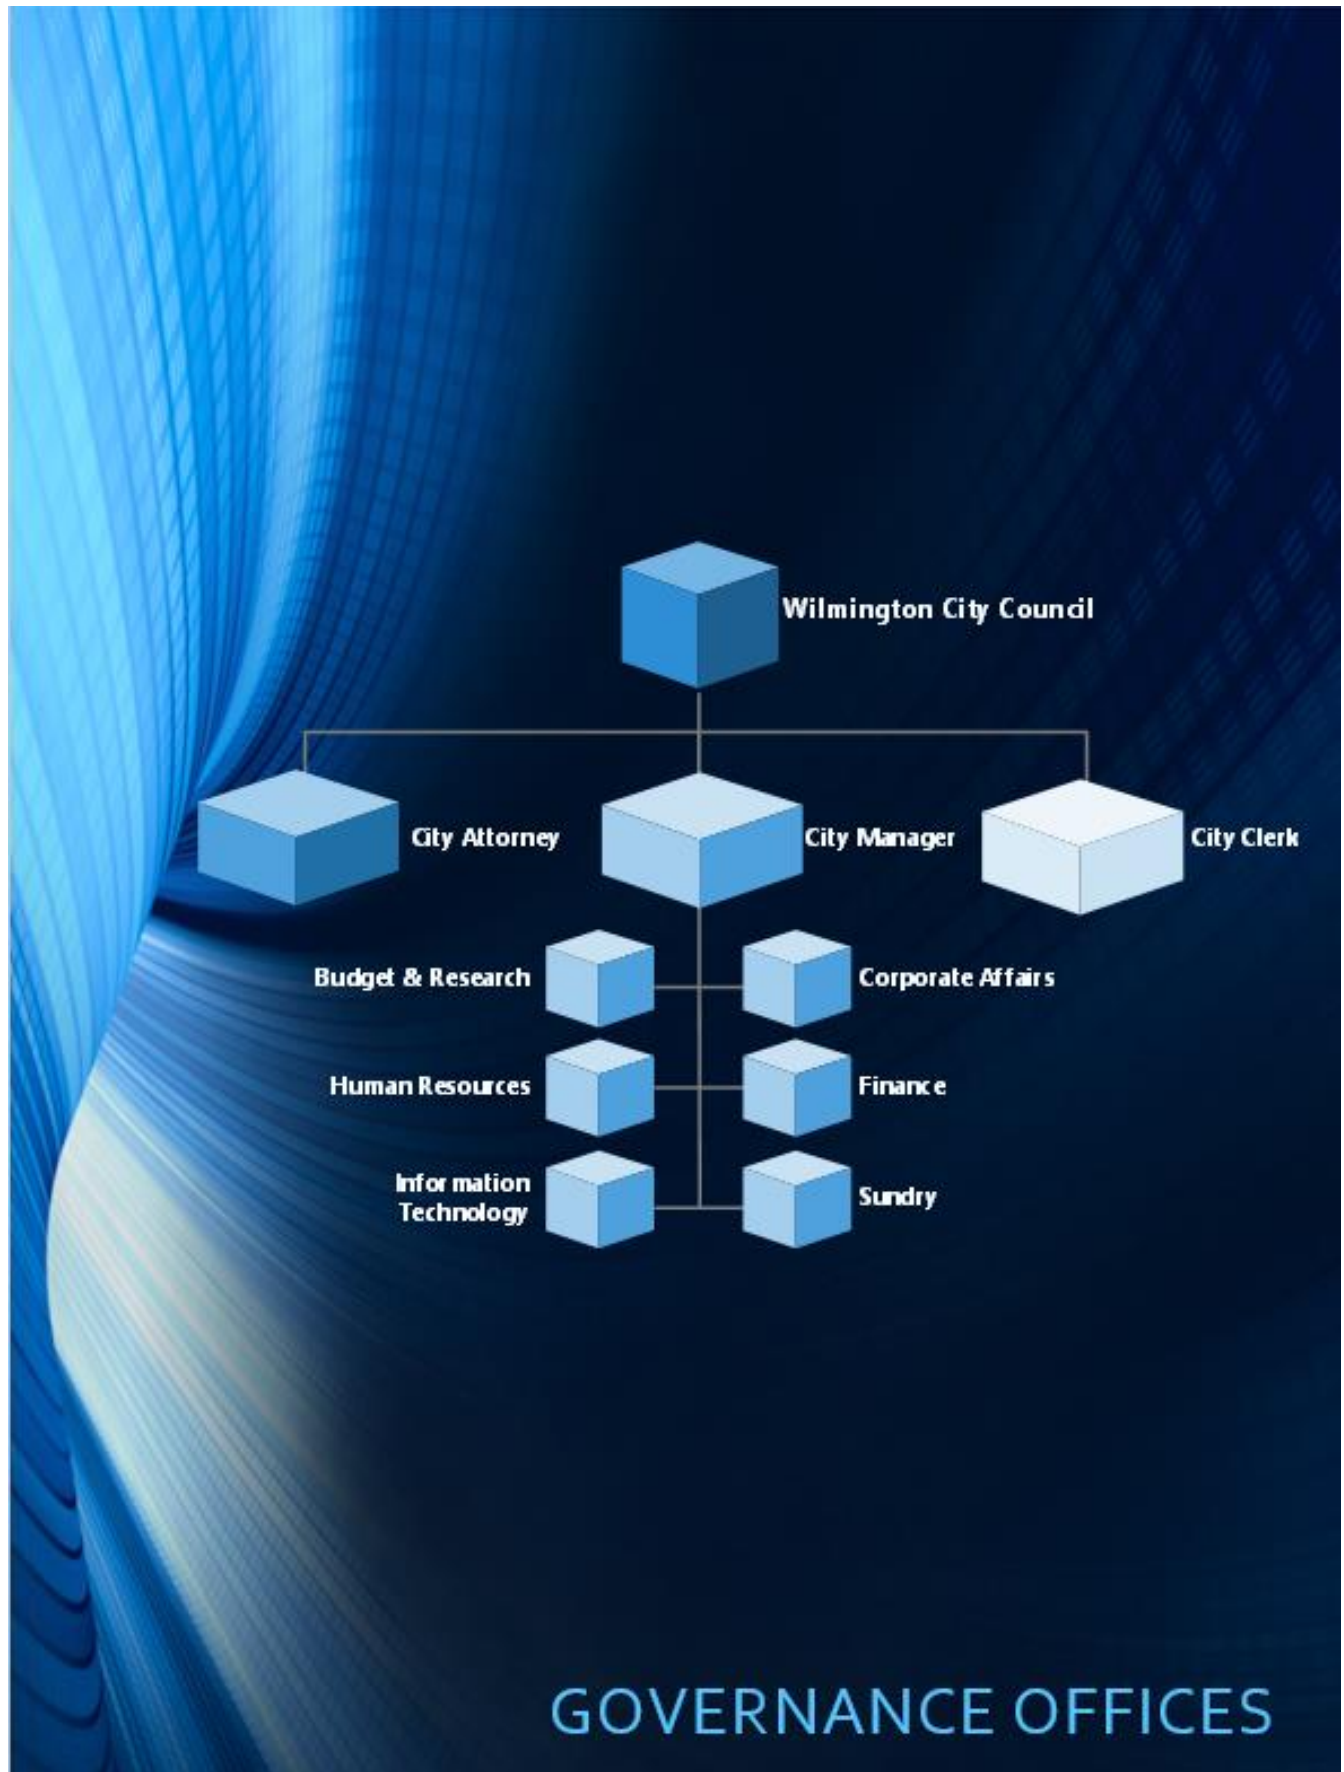 Wilmington City Council
City Attorney
City Manager
City Clerk
Budget & Research
Corporate Affairs
Human Resources
Finance
Information
Technology
Sundry
GOVERNANCE OFFICES